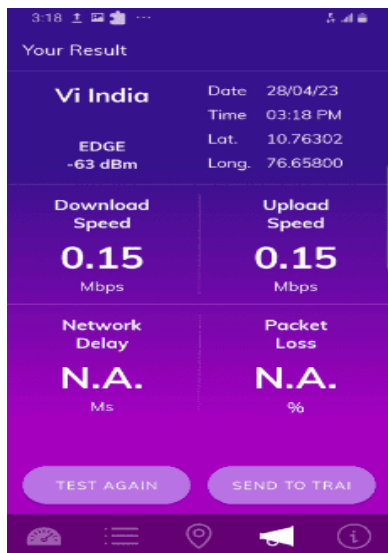 3:18
Your Result
Vi India
EDGE
-63 dBm
Date 28/04/23
Time 03:18 PM
Lat. 10.76302
Long. 76.65800
Download
Speed
0.15
Mbps
Upload
Speed
0.15
Mbps
Network
Delay
N.A.
Ms
Packet
Loss
N.A.
%
TEST AGAIN
SEND TO TRAI